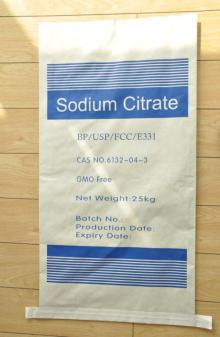 Sodium Citrate
BP/USP/FCC/E331
CAS NO.6132-04-3
GMO Free
Net Weight:25kg
Batch No.:
Production Date:
Expiry Date: